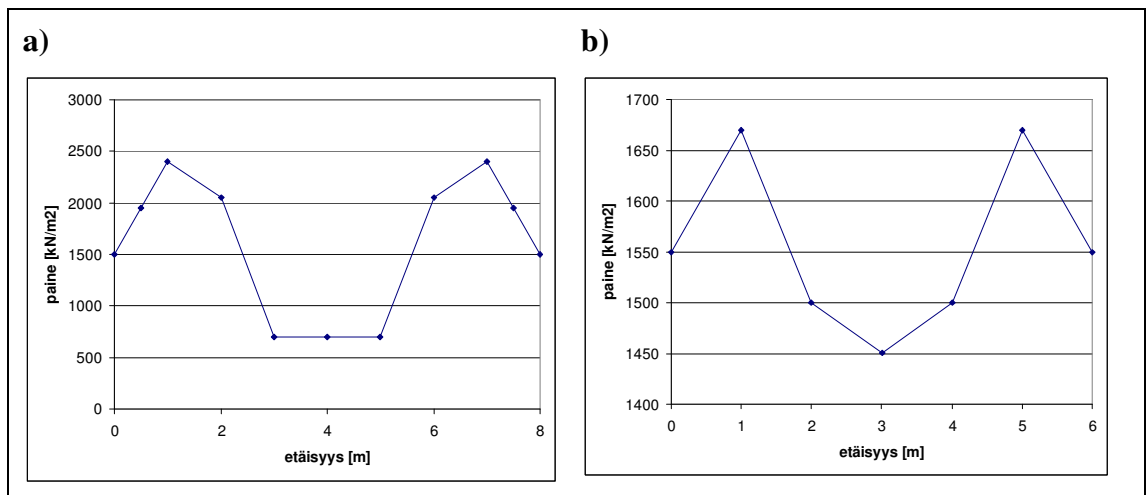 a)
paine [kN/m2]
3000
2500
2000
1500
1000
500
0
0 2 4 6 8
etäisyys [m]
b)
paine [kN/m2]
1700
1650
1600
1550
1500
1450
1400
0 1 2 3 4 5 6
etäisyys [m]